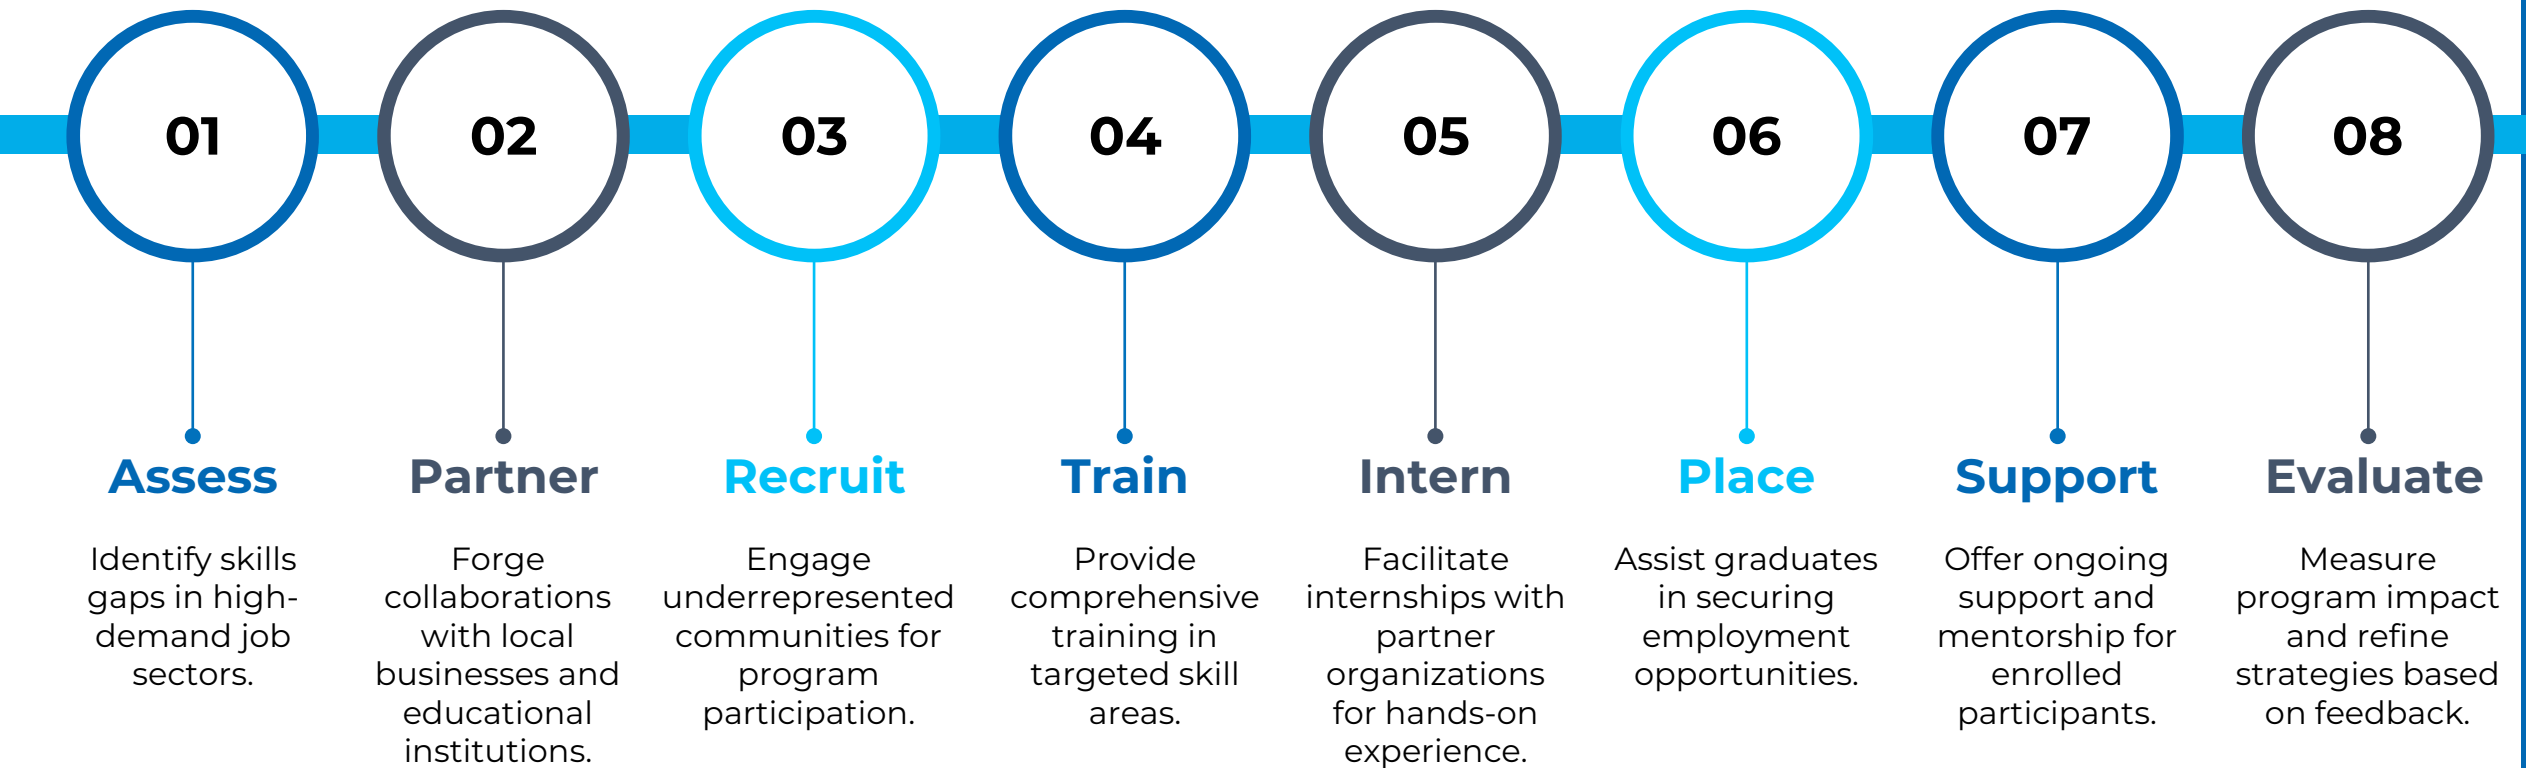 01
02
03
04
05
06
07
08
Assess
Identify skills
gaps in high-
demand job
sectors.
Partner
Forge
collaborations
with local
businesses and
educational
institutions.
Recruit
Engage
underrepresented
communities for
program
participation.
Train
Provide
comprehensive
training in
targeted skill
areas.
Intern
Facilitate
internships with
partner
organizations
for hands-on
experience.
Place
Assist graduates
in securing
employment
opportunities.
Support
Offer ongoing
support and
mentorship for
enrolled
participants.
Evaluate
Measure
program impact
and refine
strategies based
on feedback.